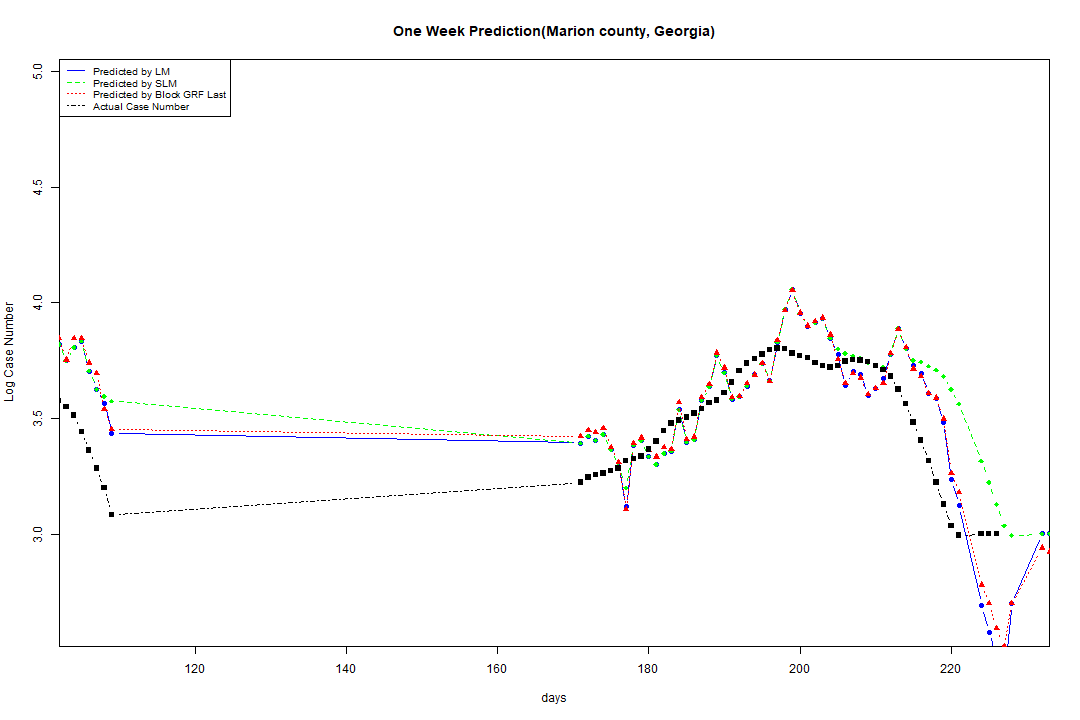 One Week Prediction(Marion county, Georgia)
Predicted by LM
Predicted by SLM
Predicted by Block GRF Last
Actual Case Number
5.0
4.5
4.0
3.5
3.0
Log Case Number
120 140 160 180 200 220
days